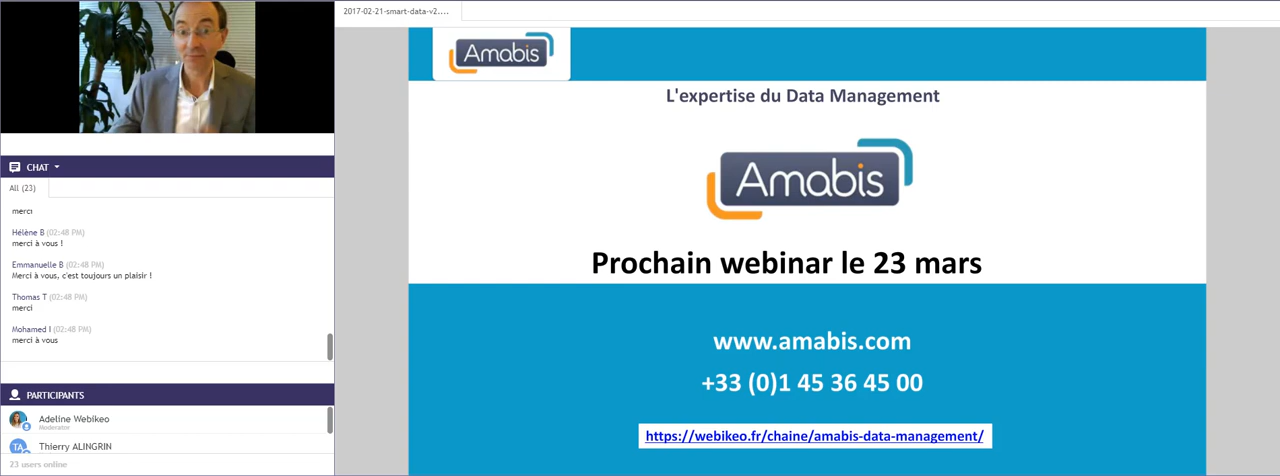 CHAT
All (23)
merci
Hélène B (02:48 PM)
merci à vous !
Emmanuelle B (02:48 PM)
Merci à vous, c'est toujours un plaisir !
Thomas T (02:48 PM)
merci
Mohamed I (02:48 PM)
merci à vous
PARTICIPANTS
Adeline Webikeo
Moderator
TA
Thierry ALINGRIN
23 users online
2017-02-21-smart-data-v2....
Amabis
L'expertise du Data Management
Amabis
Prochain webinar le 23 mars
www.amabis.com
+33 (0)1 45 36 45 00
https://webikeo.fr/chaine/amabis-data-management/